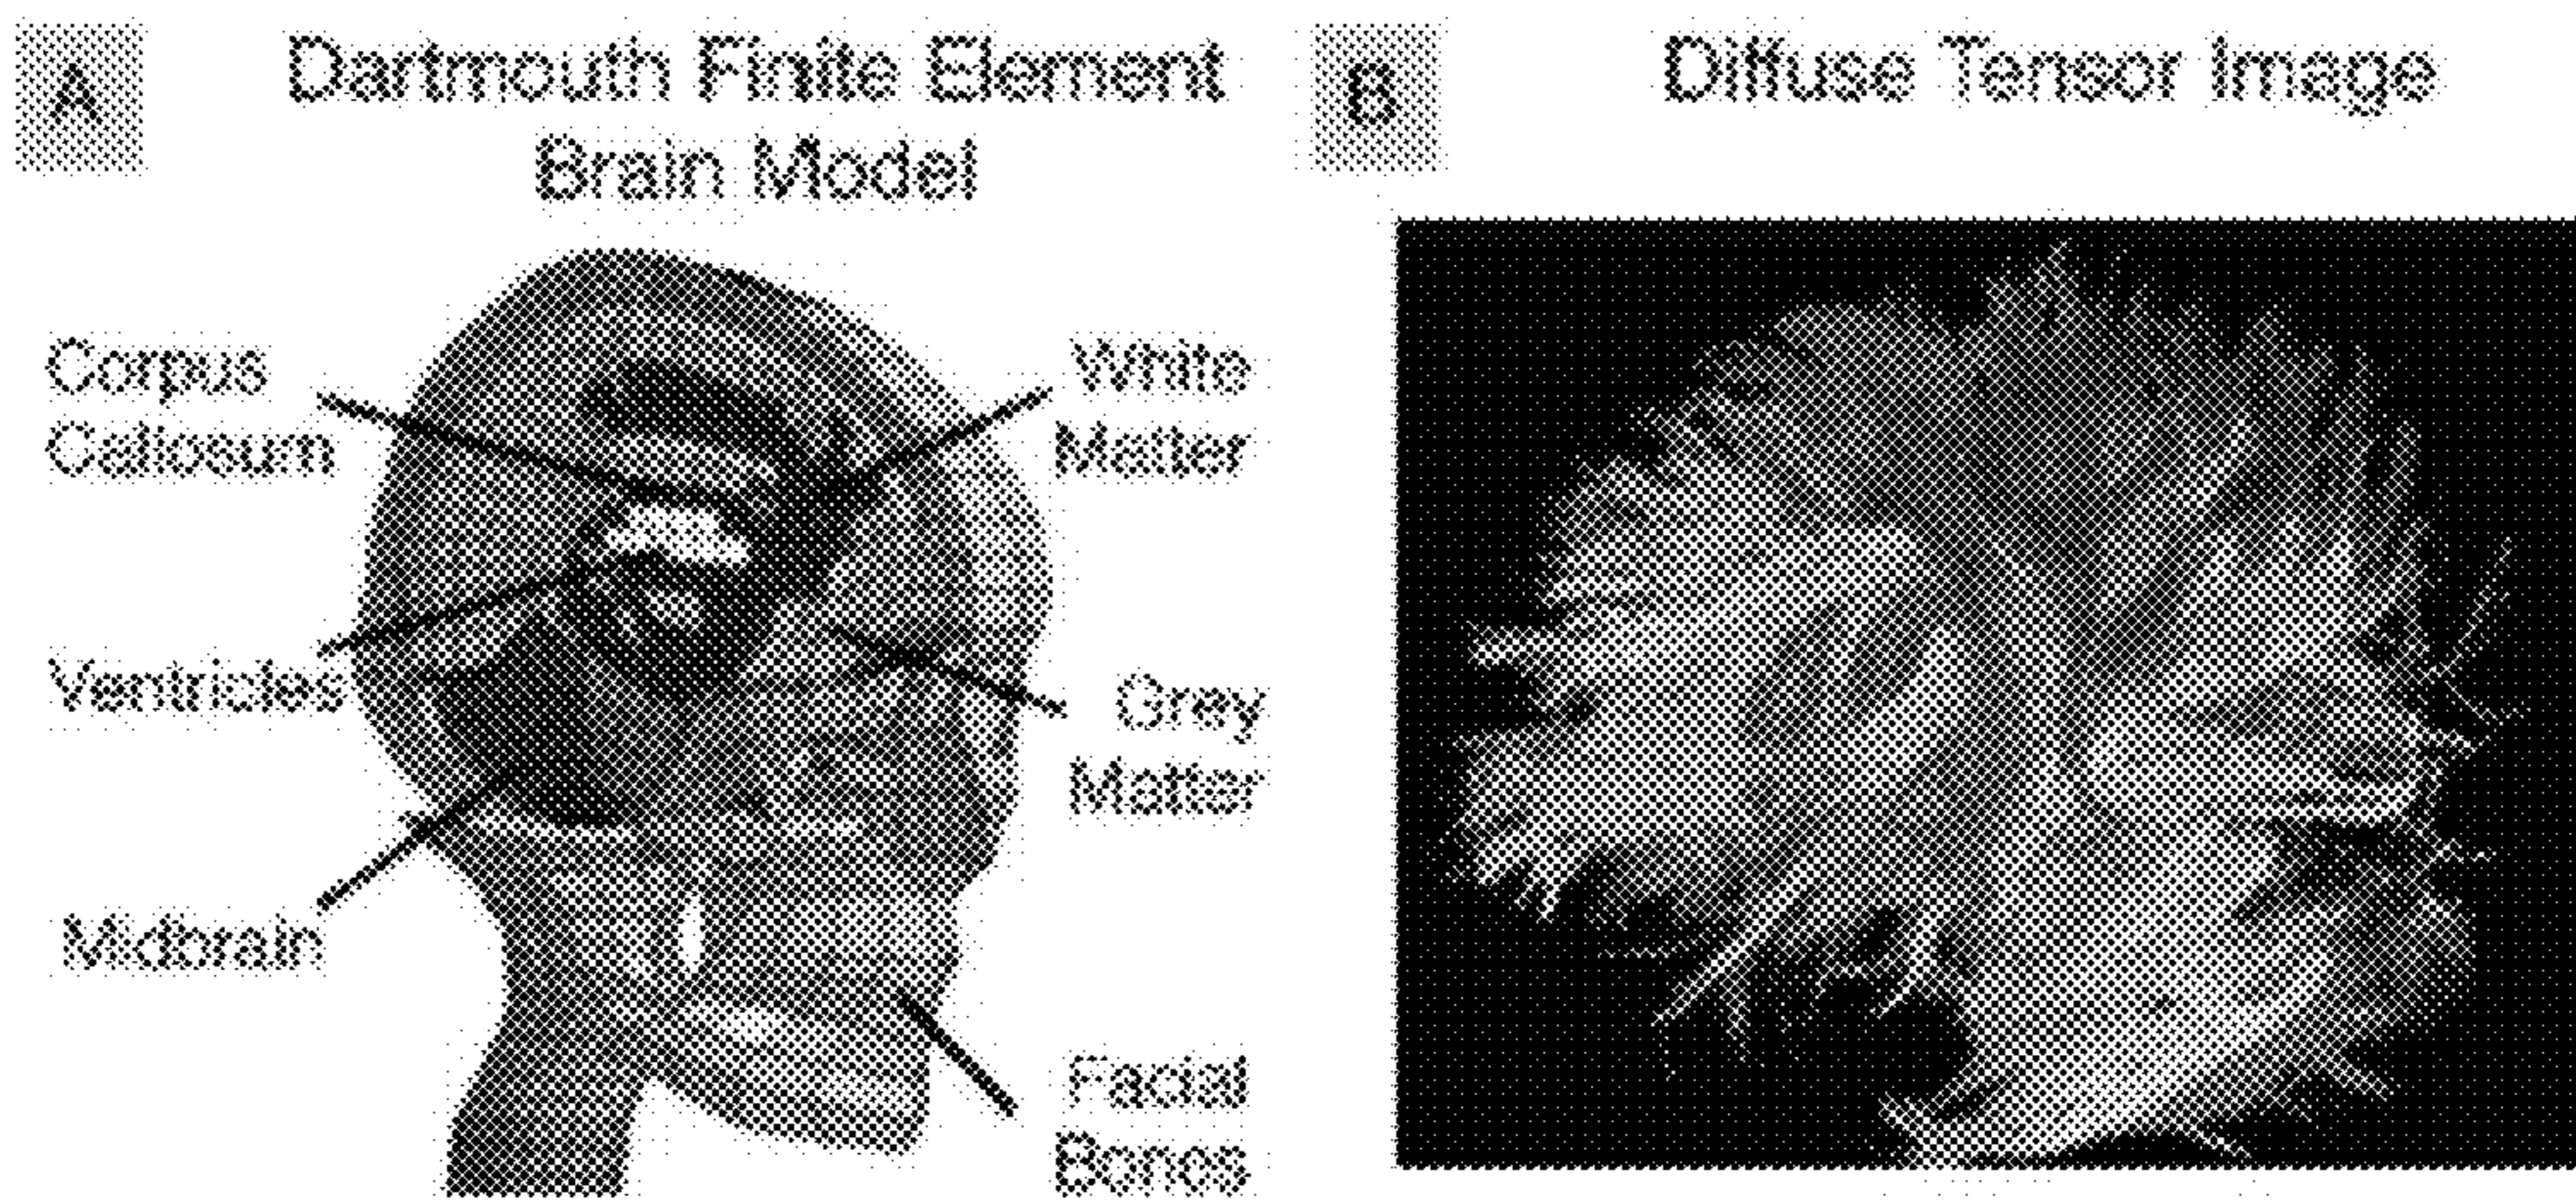 A
Dartmouth Finite Element
Brain Model
Corpus
Callosum
Ventricles
Midbrain
White
Matter
Grey
Matter
Facial
Bones
B
Diffuse Tensor Image